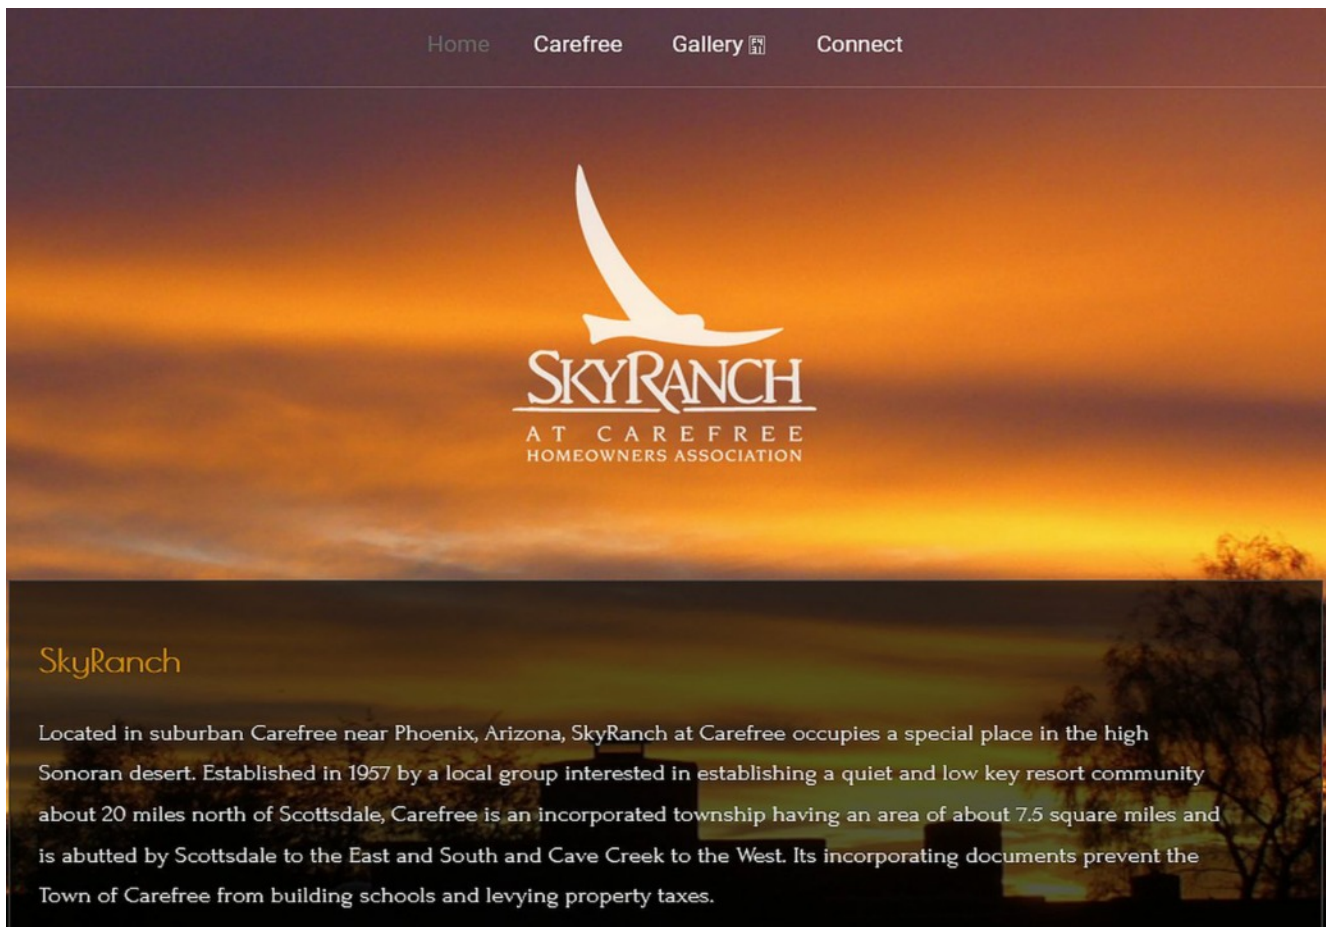 Home Carefree Gallery Connect
SKYRANCH
AT CAREFREE
HOMEOWNERS ASSOCIATION
SkyRanch
Located in suburban Carefree near Phoenix, Arizona, SkyRanch at Carefree occupies a special place in the high
Sonoran desert. Established in 1957 by a local group interested in establishing a quiet and low key resort community
about 20 miles north of Scottsdale, Carefree is an incorporated township having an area of about 7.5 square miles and
is abutted by Scottsdale to the East and South and Cave Creek to the West. Its incorporating documents prevent the
Town of Carefree from building schools and levying property taxes.